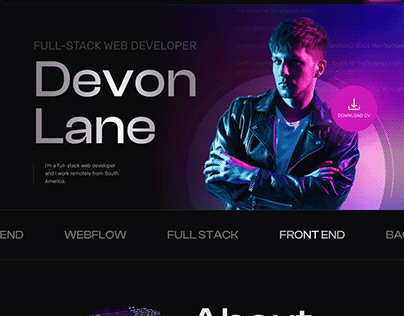 FULL-STACK WEB DEVELOPER
Devon
Lane
DOWNLOAD CV
I'm a full-stack web developer
and I work remotely from South
America.
END WEBFLOW FULL STACK FRONT END BAC
About